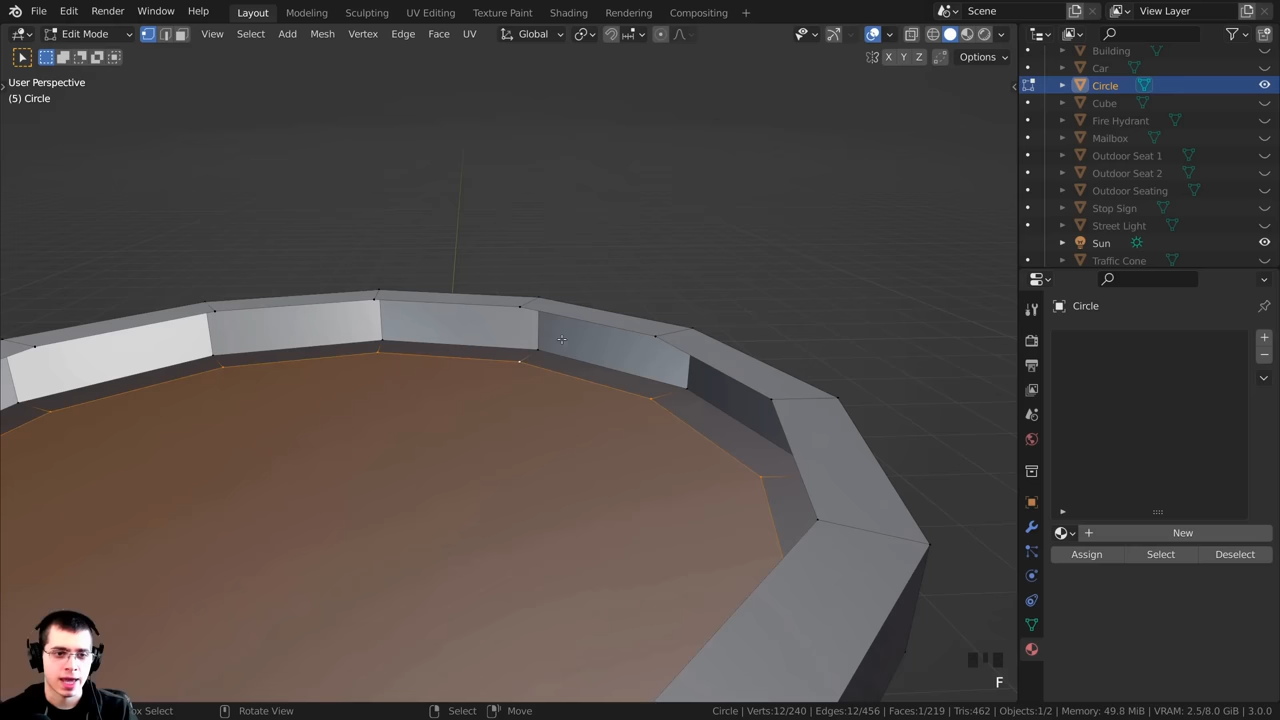 File Edit Render Window Help
Layout Modeling Sculpting UV Editing Texture Paint Shading Rendering Compositing +
Scene
View Layer
Edit Mode
View Select Add Mesh Vertex Edge Face UV
Global
X Y Z
Options
User Perspective
(5) Circle
Building
Car
Circle
Cube
Fire Hydrant
Mailbox
Outdoor Seat 1
Outdoor Seat 2
Outdoor Seating
Stop Sign
Street Light
Sun
Traffic Cone
Circle
New
Assign Select Deselect
F
ox Select Rotate View Select Move
Circle | Verts:12/240 | Edges:12/456 | Faces:1/219 | Tris:462 | Objects:1/2 | Memory: 49.8 MiB | VRAM: 2.5/8.0 GiB | 3.0.0